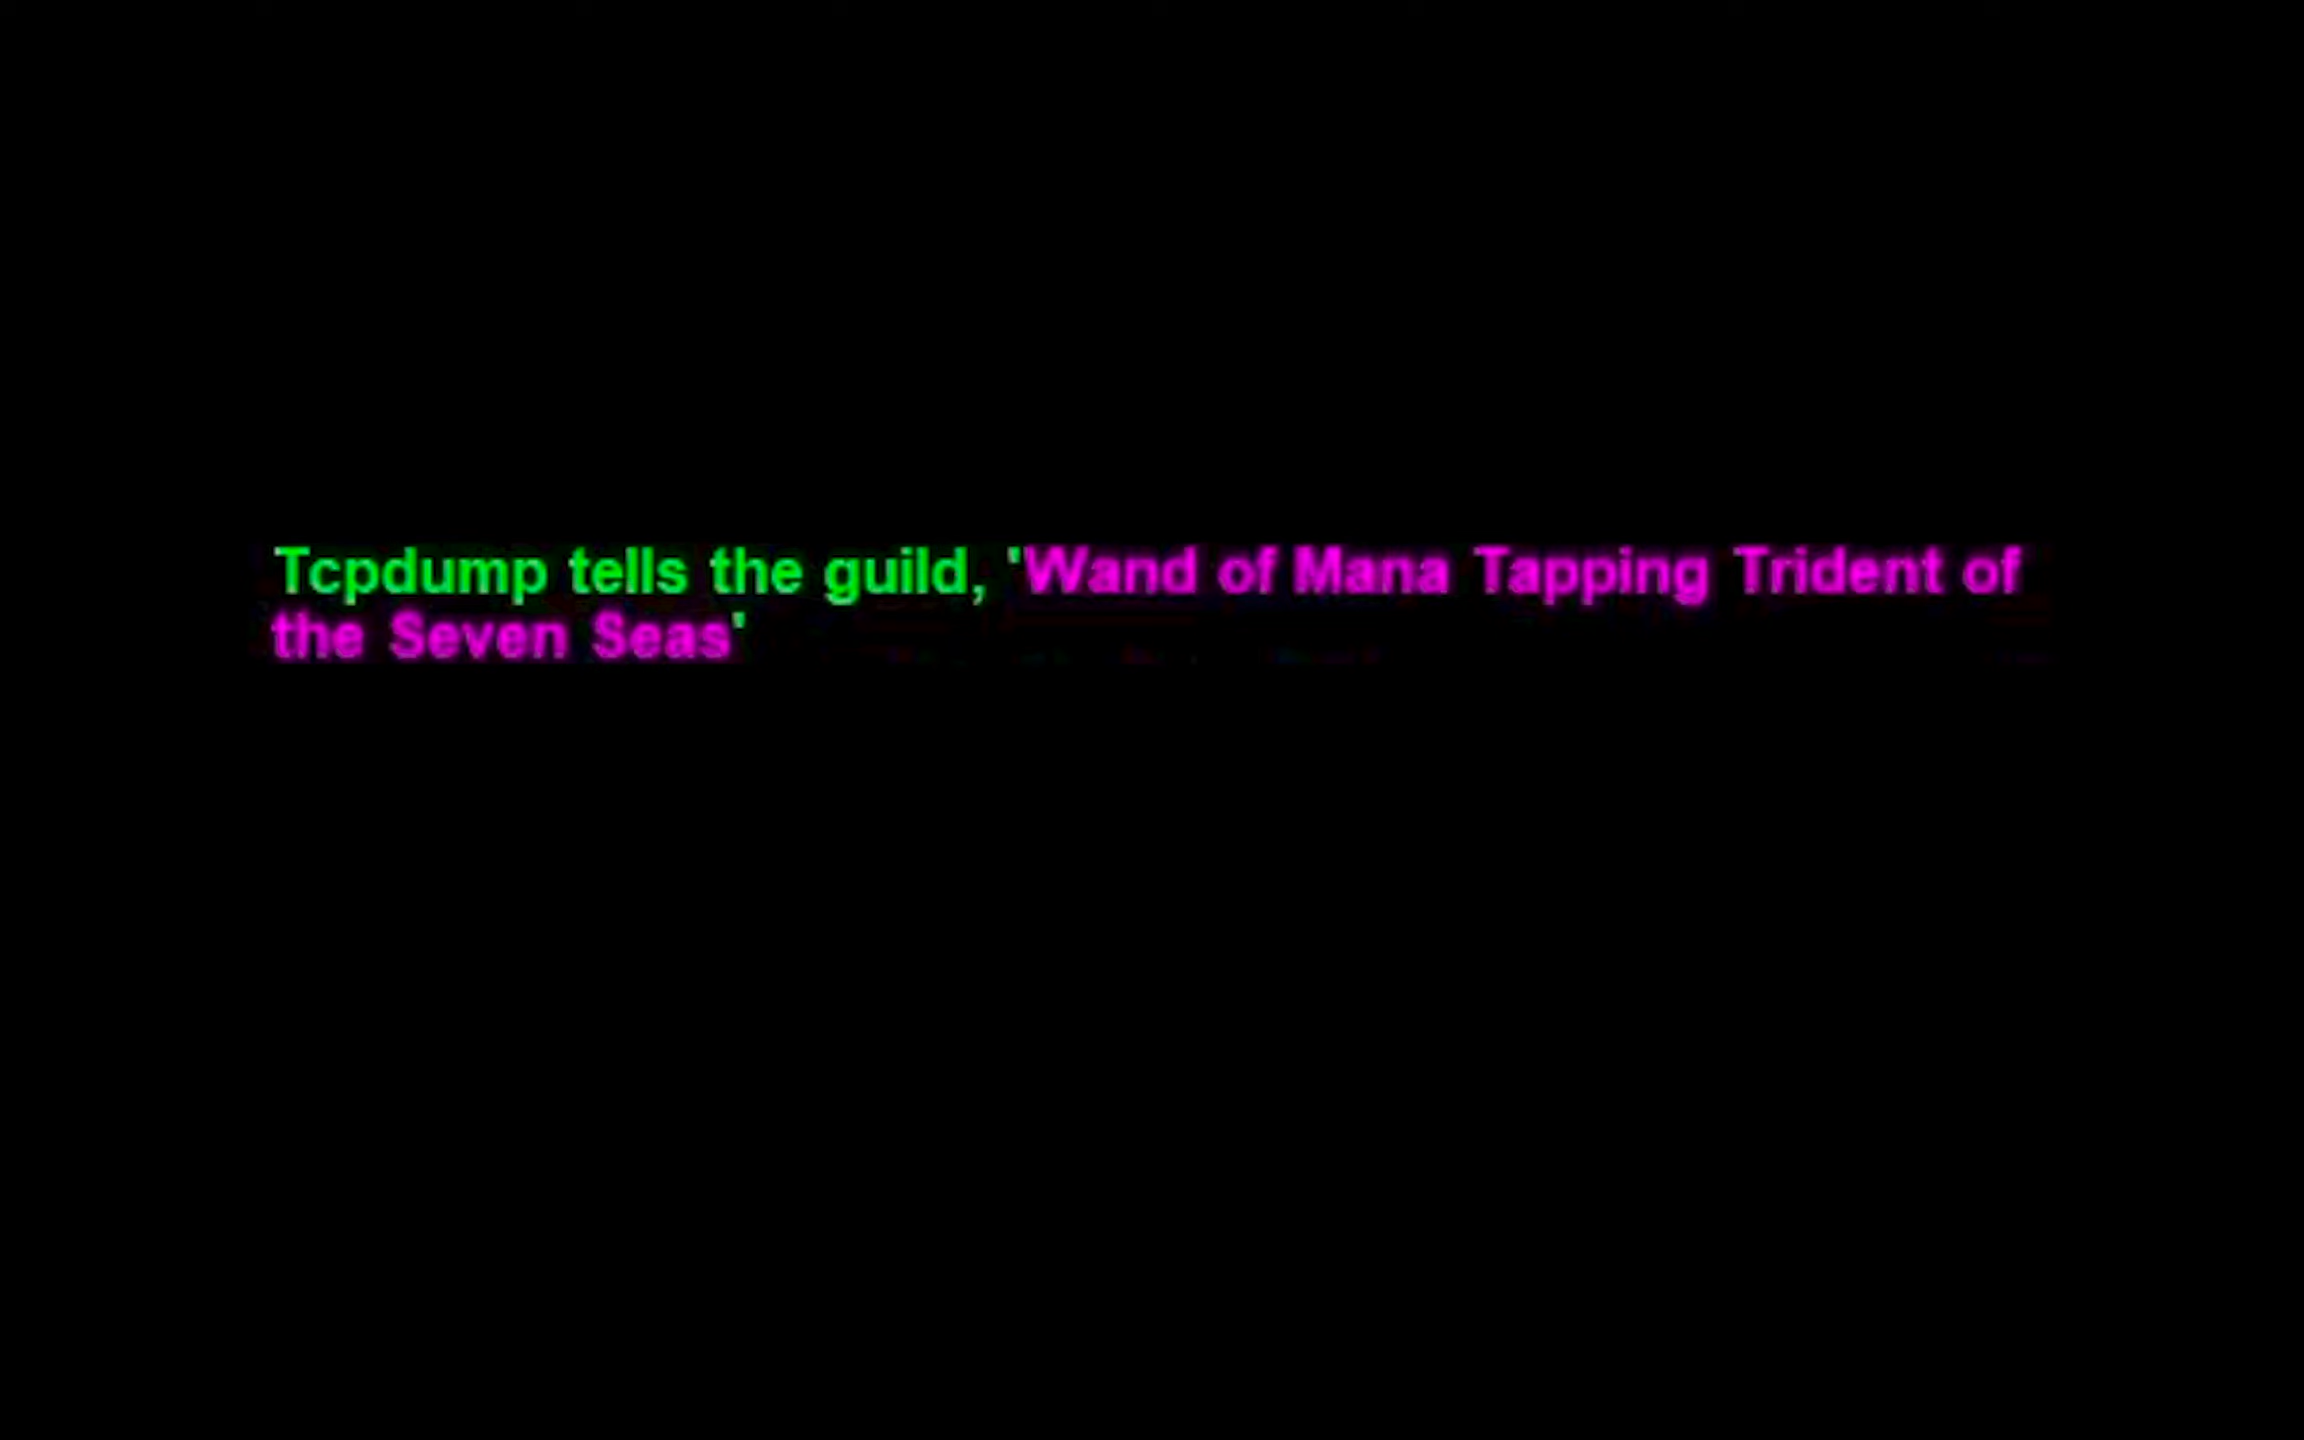 Tcpdump tells the guild, 'Wand of Mana Tapping Trident of
the Seven Seas'